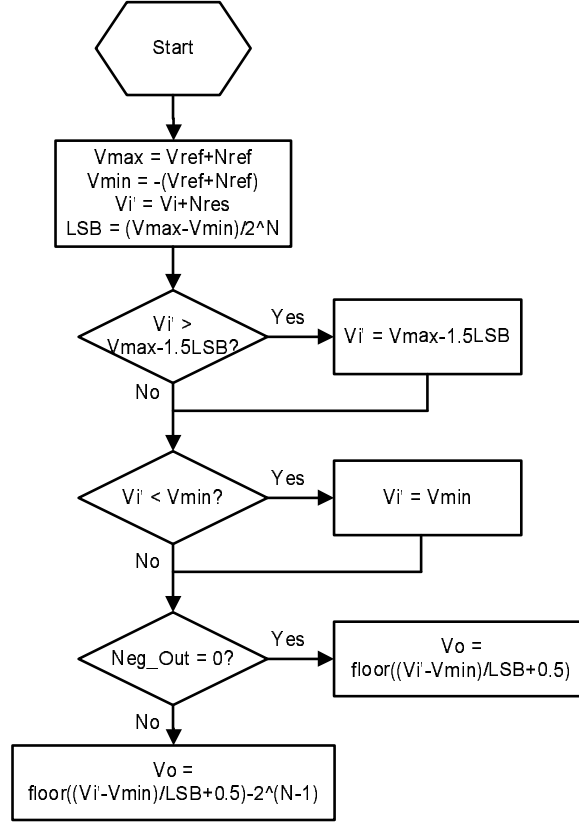 Start
Vmax = Vref+Nref
Vmin = -(Vref+Nref)
Vi' = Vi+Nres
LSB = (Vmax-Vmin)/2^N
Vi' >
Vmax-1.5LSB?
Yes
Vi' = Vmax-1.5LSB
No
Vi' < Vmin?
Yes
Vi' = Vmin
No
Neg_Out = 0?
Yes
Vo =
floor((Vi'-Vmin)/LSB+0.5)
No
Vo =
floor((Vi'-Vmin)/LSB+0.5)-2^(N-1)